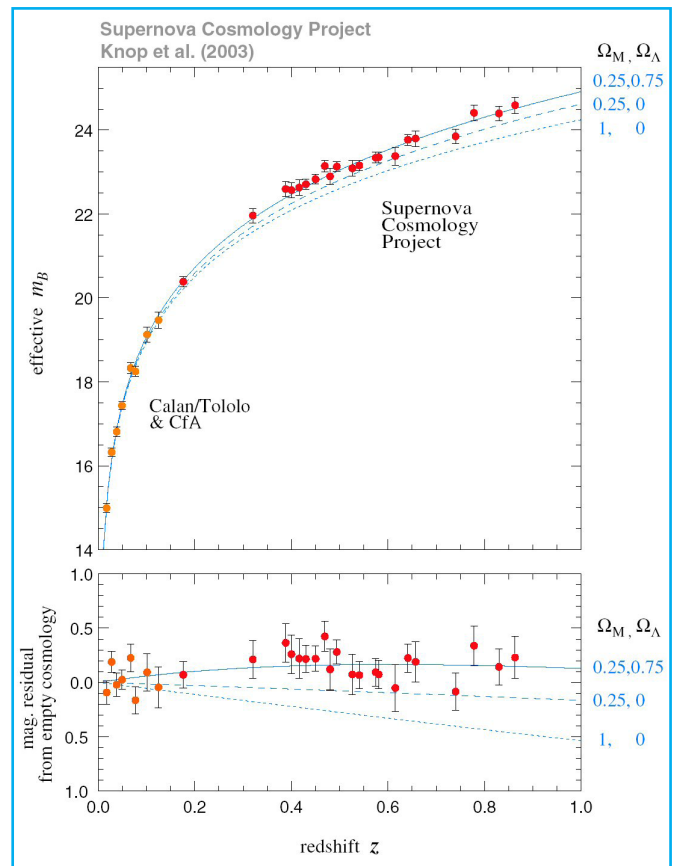 Supernova Cosmology Project
Knop et al. (2003)
Ω_M , Ω_Λ
0.25,0.75
0.25, 0
1, 0
24
22
20
18
16
14
effective m_B
Supernova
Cosmology
Project
Calan/Tololo
& CfA
1.0
0.5
0.0
0.5
1.0
mag. residual
from empty cosmology
Ω_M , Ω_Λ
0.25,0.75
0.25, 0
1, 0
0.0 0.2 0.4 0.6 0.8 1.0
redshift z